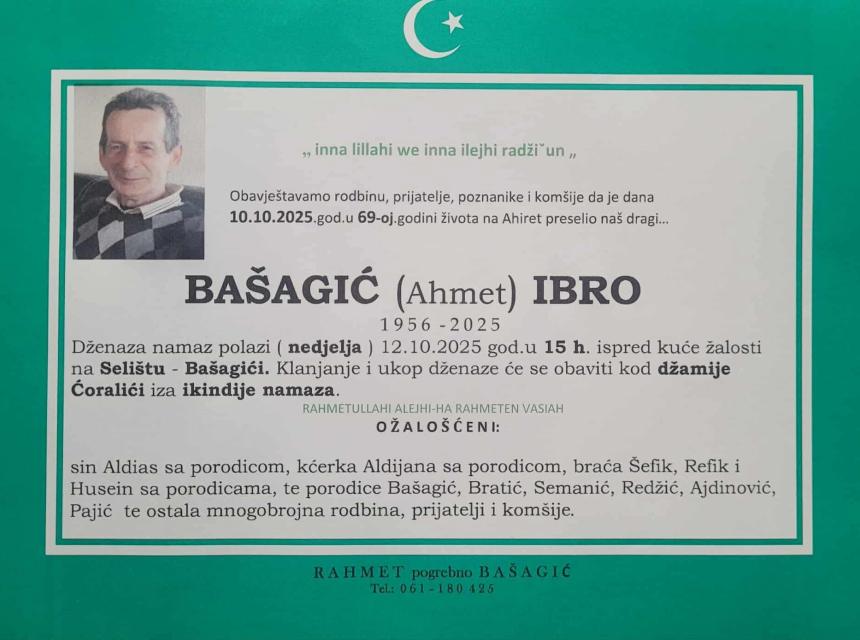 „ inna lillahi we inna ilejhi radžiˇun „
Obavještavamo rodbinu, prijatelje, poznanike i komšije da je dana
10.10.2025.god.u 69-oj.godini života na Ahiret preselio naš dragi...
BAŠAGIĆ (Ahmet) IBRO
1956 -2025
Dženaza namaz polazi ( nedjelja ) 12.10.2025 god.u 15 h. ispred kuće žalosti
na Selištu - Bašagići. Klanjanje i ukop dženaze će se obaviti kod džamije
Ćoralići iza ikindije namaza.
RAHMETULLAHI ALEJHI-HA RAHMETEN VASIAH
OŽALOŠĆENI:
sin Aldias sa porodicom, kćerka Aldijana sa porodicom, braća Šefik, Refik i
Husein sa porodicama, te porodice Bašagić, Bratić, Semanić, Redžić, Ajdinović,
Pajić te ostala mnogobrojna rodbina, prijatelji i komšije.
RAHMET pogrebno BAŠAGIĆ
Tel.: 061-180 425